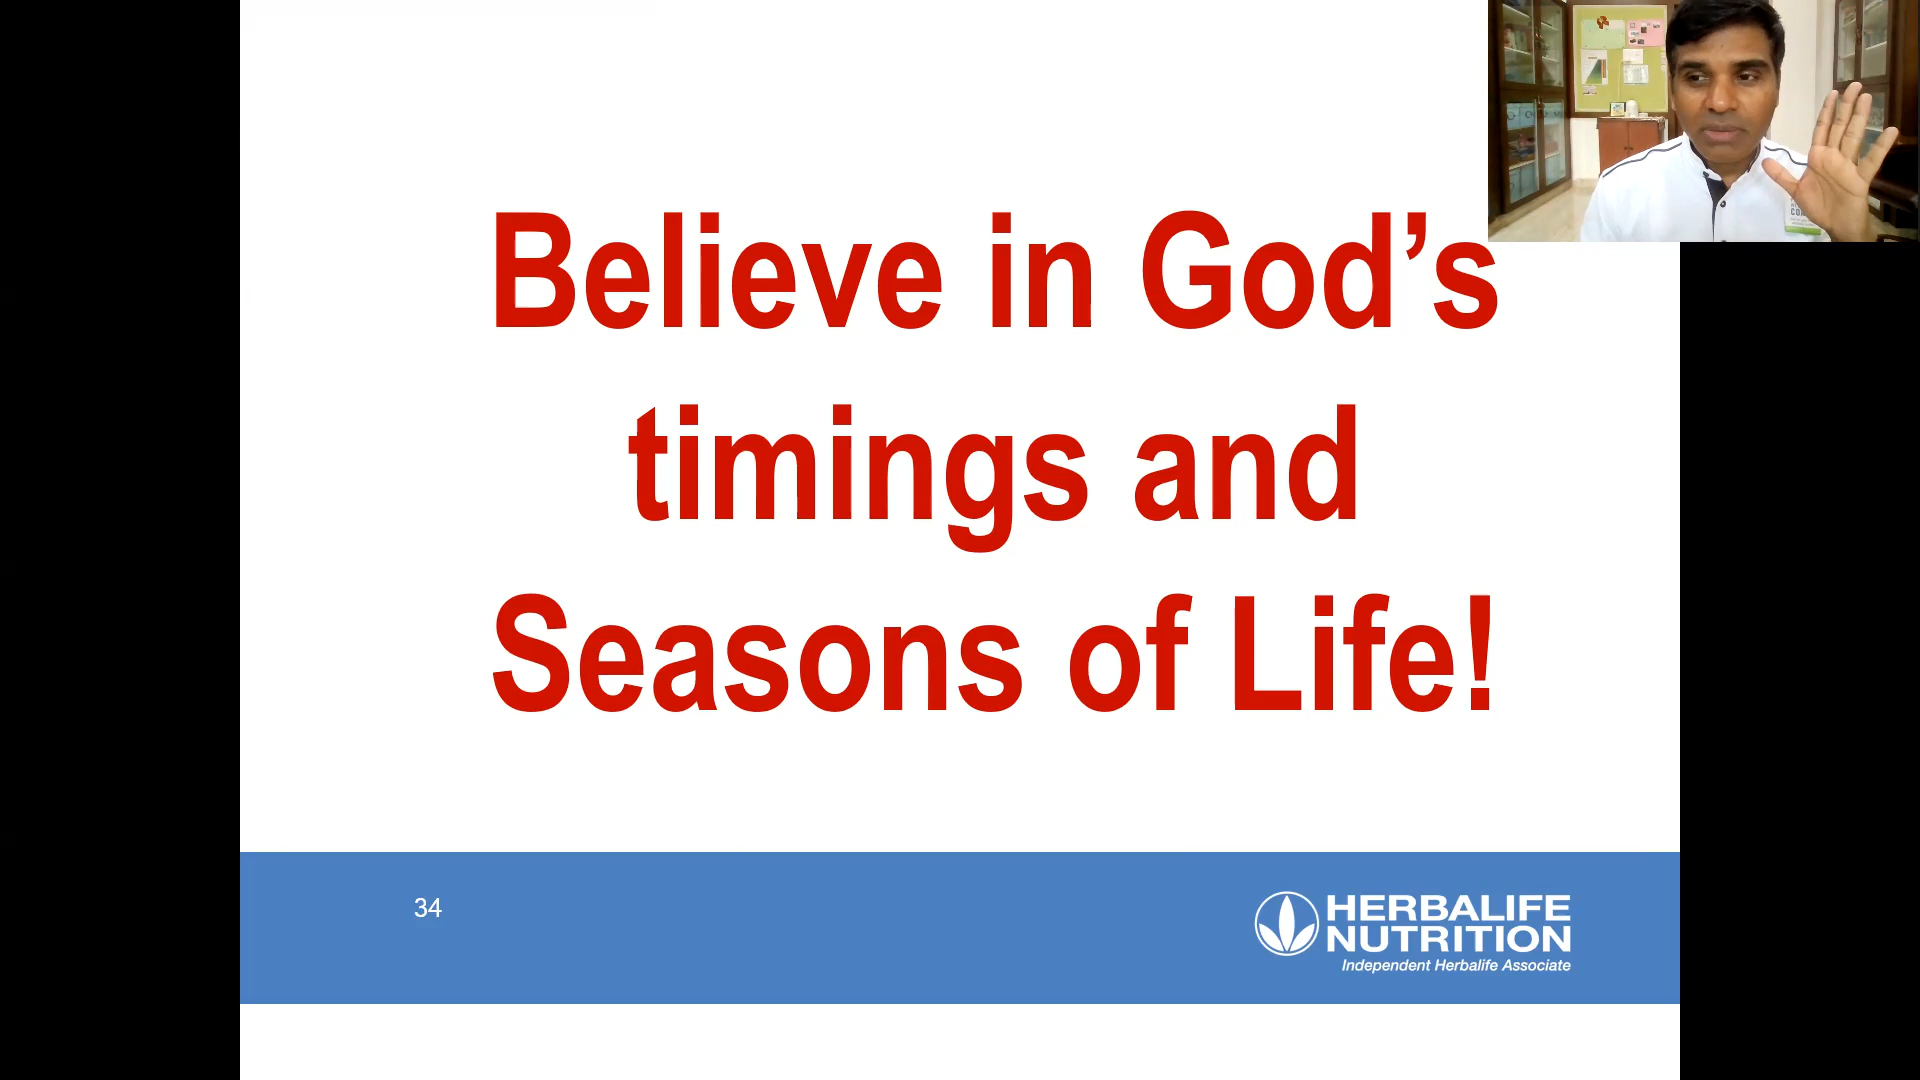 Believe in God's
timings and
Seasons of Life!
34
HERBALIFE
NUTRITION
Independent Herbalife Associate